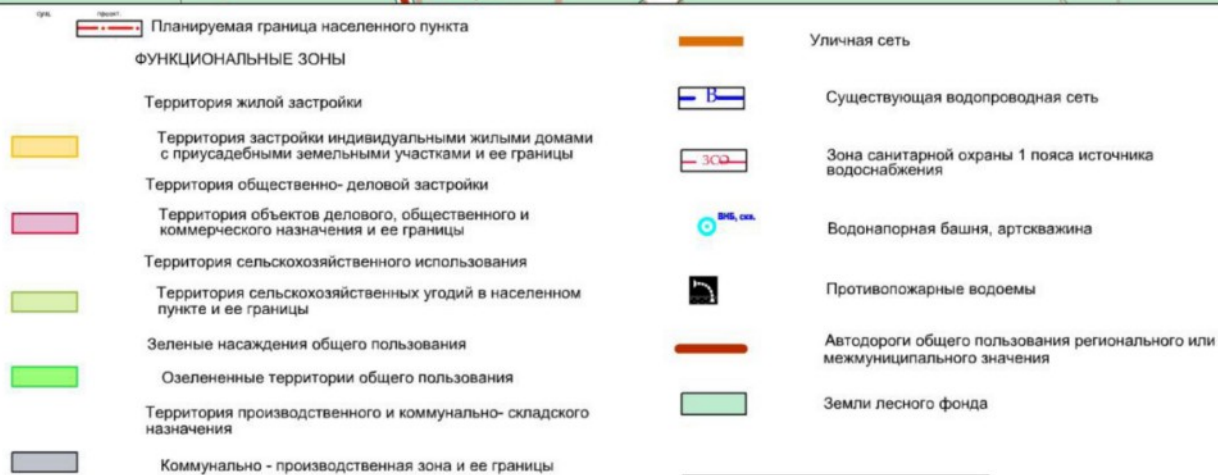 сущ. проект.
Планируемая граница населенного пункта
ФУНКЦИОНАЛЬНЫЕ ЗОНЫ
Территория жилой застройки
Территория застройки индивидуальными жилыми домами
с приусадебными земельными участками и ее границы
Территория общественно- деловой застройки
Территория объектов делового, общественного и
коммерческого назначения и ее границы
Территория сельскохозяйственного использования
Территория сельскохозяйственных угодий в населенном
пункте и ее границы
Зеленые насаждения общего пользования
Озелененные территории общего пользования
Территория производственного и коммунально- складского
назначения
Коммунально - производственная зона и ее границы
Уличная сеть
В
Существующая водопроводная сеть
ЗСО
Зона санитарной охраны 1 пояса источника
водоснабжения
ВНБ, скв.
Водонапорная башня, артскважина
Противопожарные водоемы
Автодороги общего пользования регионального или
межмуниципального значения
Земли лесного фонда